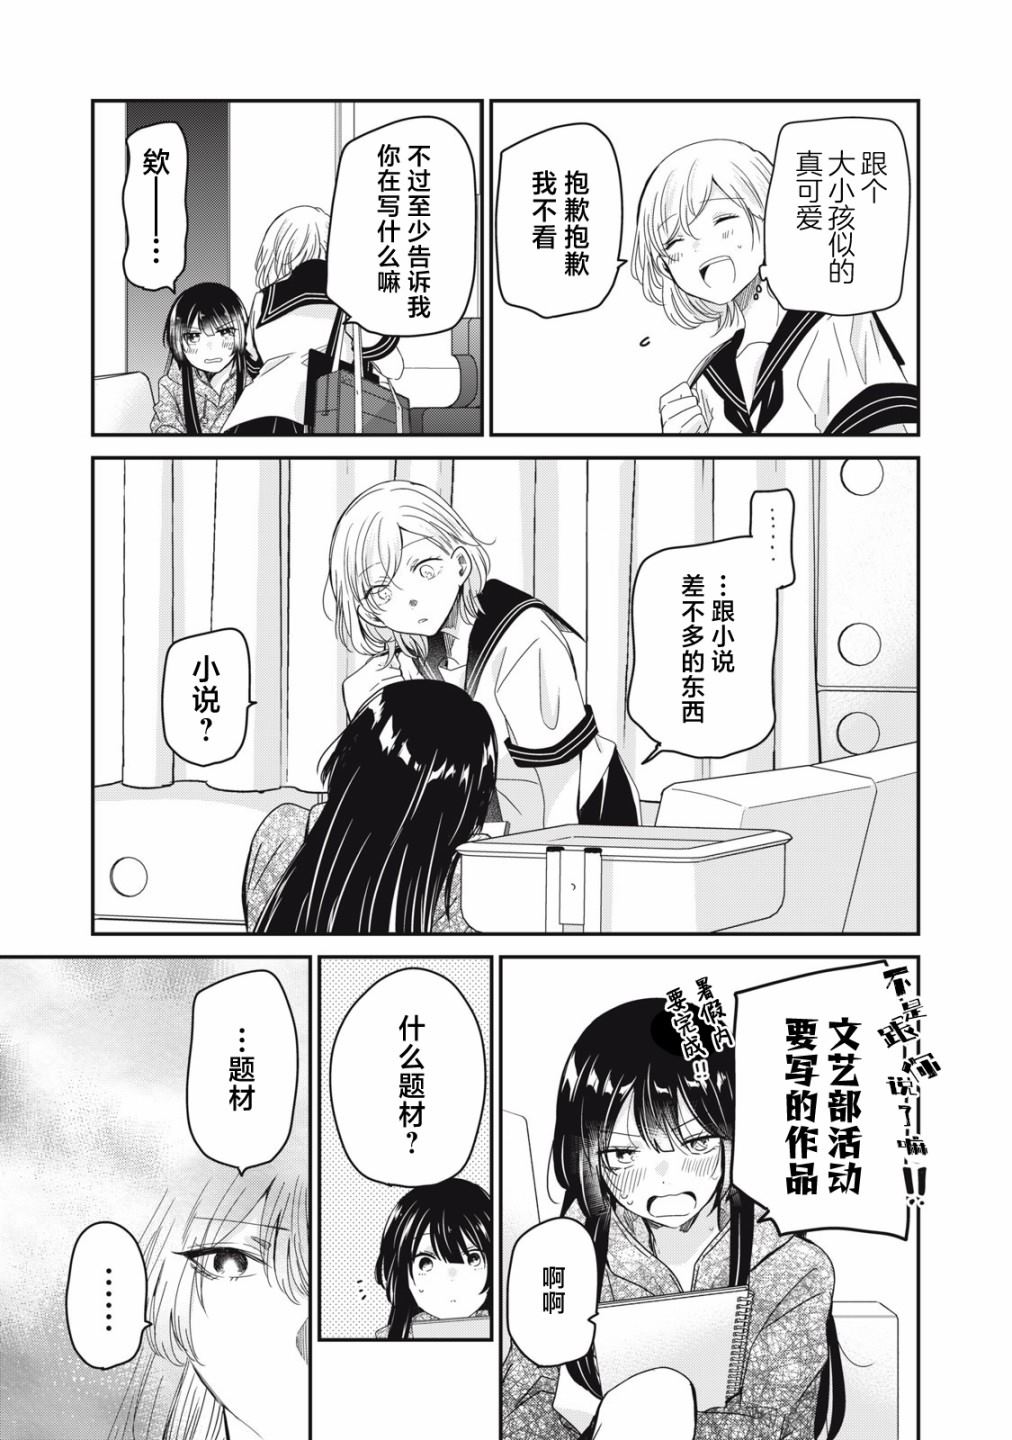 跟个
大小孩似的
真可爱
抱歉抱歉
我不看
不过至少告诉我
你在写什么嘛
欸——…
……
…跟小说
差不多的东西
小说?
不是跟你说了嘛!!
文艺部活动
要写的作品
暑假内
要完成!!
啊啊
什么题材?
…题材
……